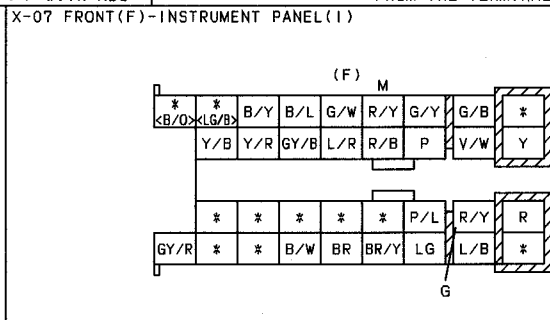 X-07 FRONT(F)-INSTRUMENT PANEL(I)
(F) M
* * B/Y B/L G/W R/Y G/Y G/B *
<B/O> <LG/B>
Y/B Y/R GY/B L/R R/B P V/W Y
* * * * * P/L R/Y R
GY/R * * B/W BR BR/Y LG L/B *
G